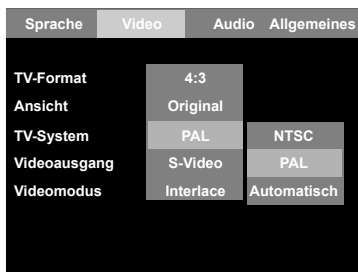 Sprache Video Audio Allgemeines
TV-Format 4:3
Ansicht Original
TV-System PAL NTSC
Videoausgang S-Video PAL
Videomodus Interlace Automatisch